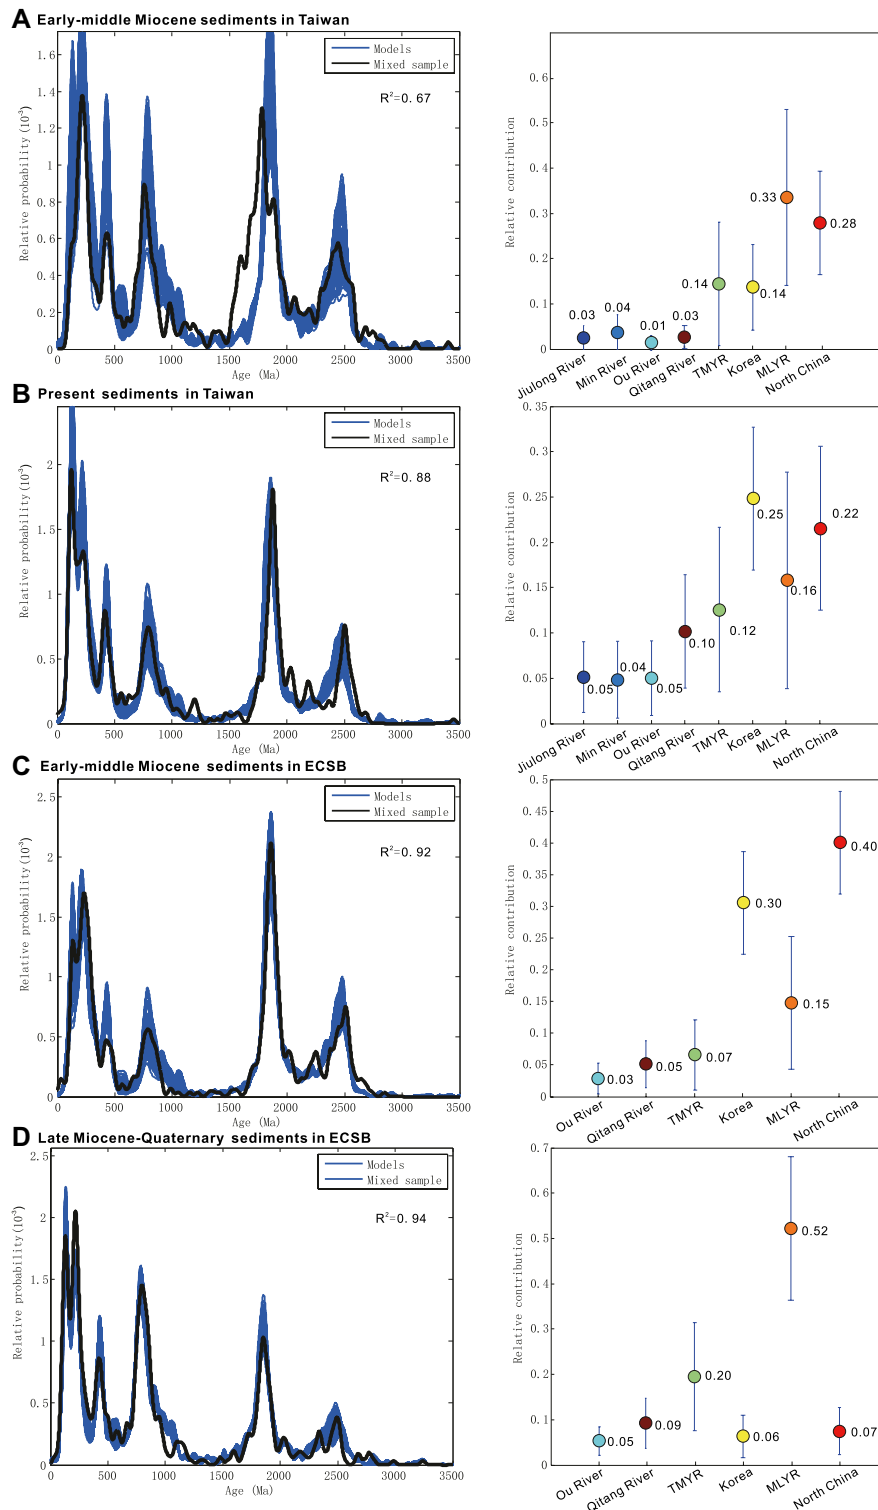 A Early-middle Miocene sediments in Taiwan
Relative probability(10⁻³)
1.6
1.4
1.2
1
0.8
0.6
0.4
0.2
0
Models
Mixed sample
R²=0.67
0 500 1000 1500 2000 2500 3000 3500
Age (Ma)
Relative contribution
0.6
0.5
0.4
0.3
0.2
0.1
0
0.03
0.04
0.01
0.03
0.14
0.14
0.33
0.28
Jiulong River
Min River
Ou River
Qitang River
TMYR
Korea
MLYR
North China
B Present sediments in Taiwan
Relative probability(10⁻³)
2
1.5
1
0.5
0
Models
Mixed sample
R²=0.88
0 500 1000 1500 2000 2500 3000 3500
Age (Ma)
Relative contribution
0.35
0.3
0.25
0.2
0.15
0.1
0.05
0
0.05
0.04
0.05
0.10
0.12
0.25
0.16
0.22
Jiulong River
Min River
Ou River
Qitang River
TMYR
Korea
MLYR
North China
C Early-middle Miocene sediments in ECSB
Relative probability(10⁻³)
2.5
2
1.5
1
0.5
0
Models
Mixed sample
R²=0.92
0 500 1000 1500 2000 2500 3000 3500
Age (Ma)
Relative contribution
0.5
0.45
0.4
0.35
0.3
0.25
0.2
0.15
0.1
0.05
0
0.03
0.05
0.07
0.30
0.15
0.40
Ou River
Qitang River
TMYR
Korea
MLYR
North China
D Late Miocene-Quaternary sediments in ECSB
Relative probability(10⁻³)
2.5
2
1.5
1
0.5
0
Models
Mixed sample
R²=0.94
0 500 1000 1500 2000 2500 3000 3500
Age (Ma)
Relative contribution
0.7
0.6
0.5
0.4
0.3
0.2
0.1
0
0.05
0.09
0.20
0.06
0.52
0.07
Ou River
Qitang River
TMYR
Korea
MLYR
North China